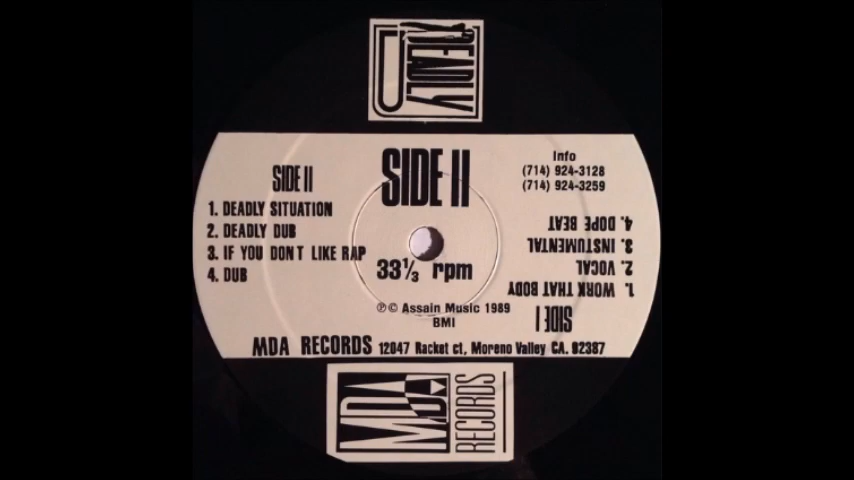 DEADLY
SIDE II
1. DEADLY SITUATION
2. DEADLY DUB
3. IF YOU DON'T LIKE RAP
4. DUB
SIDE II
33⅓ rpm
℗© Assain Music 1989
BMI
Info
(714) 924-3128
(714) 924-3259
SIDE I
1. WORK THAT BODY
2. VOCAL
3. INSTUMENTAL
4. DOPE BEAT
MDA RECORDS 12047 Racket ct, Moreno Valley CA. 92387
MDA
RECORDS